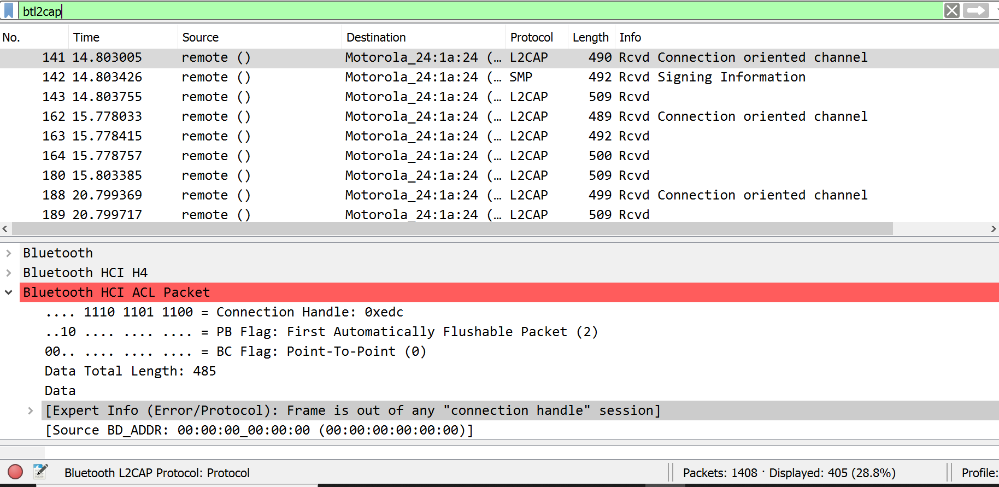 btl2cap
No. Time Source Destination Protocol Length Info
141 14.803005 remote () Motorola_24:1a:24 (… L2CAP 490 Rcvd Connection oriented channel
142 14.803426 remote () Motorola_24:1a:24 (… SMP 492 Rcvd Signing Information
143 14.803755 remote () Motorola_24:1a:24 (… L2CAP 509 Rcvd
162 15.778033 remote () Motorola_24:1a:24 (… L2CAP 489 Rcvd Connection oriented channel
163 15.778415 remote () Motorola_24:1a:24 (… L2CAP 492 Rcvd
164 15.778757 remote () Motorola_24:1a:24 (… L2CAP 500 Rcvd
180 15.803385 remote () Motorola_24:1a:24 (… L2CAP 509 Rcvd
188 20.799369 remote () Motorola_24:1a:24 (… L2CAP 499 Rcvd Connection oriented channel
189 20.799717 remote () Motorola_24:1a:24 (… L2CAP 509 Rcvd
Bluetooth
Bluetooth HCI H4
Bluetooth HCI ACL Packet
.... 1110 1101 1100 = Connection Handle: 0xedc
..10 .... .... .... = PB Flag: First Automatically Flushable Packet (2)
00.. .... .... .... = BC Flag: Point-To-Point (0)
Data Total Length: 485
Data
[Expert Info (Error/Protocol): Frame is out of any "connection handle" session]
[Source BD_ADDR: 00:00:00_00:00:00 (00:00:00:00:00:00)]
Bluetooth L2CAP Protocol: Protocol Packets: 1408 · Displayed: 405 (28.8%) Profile: